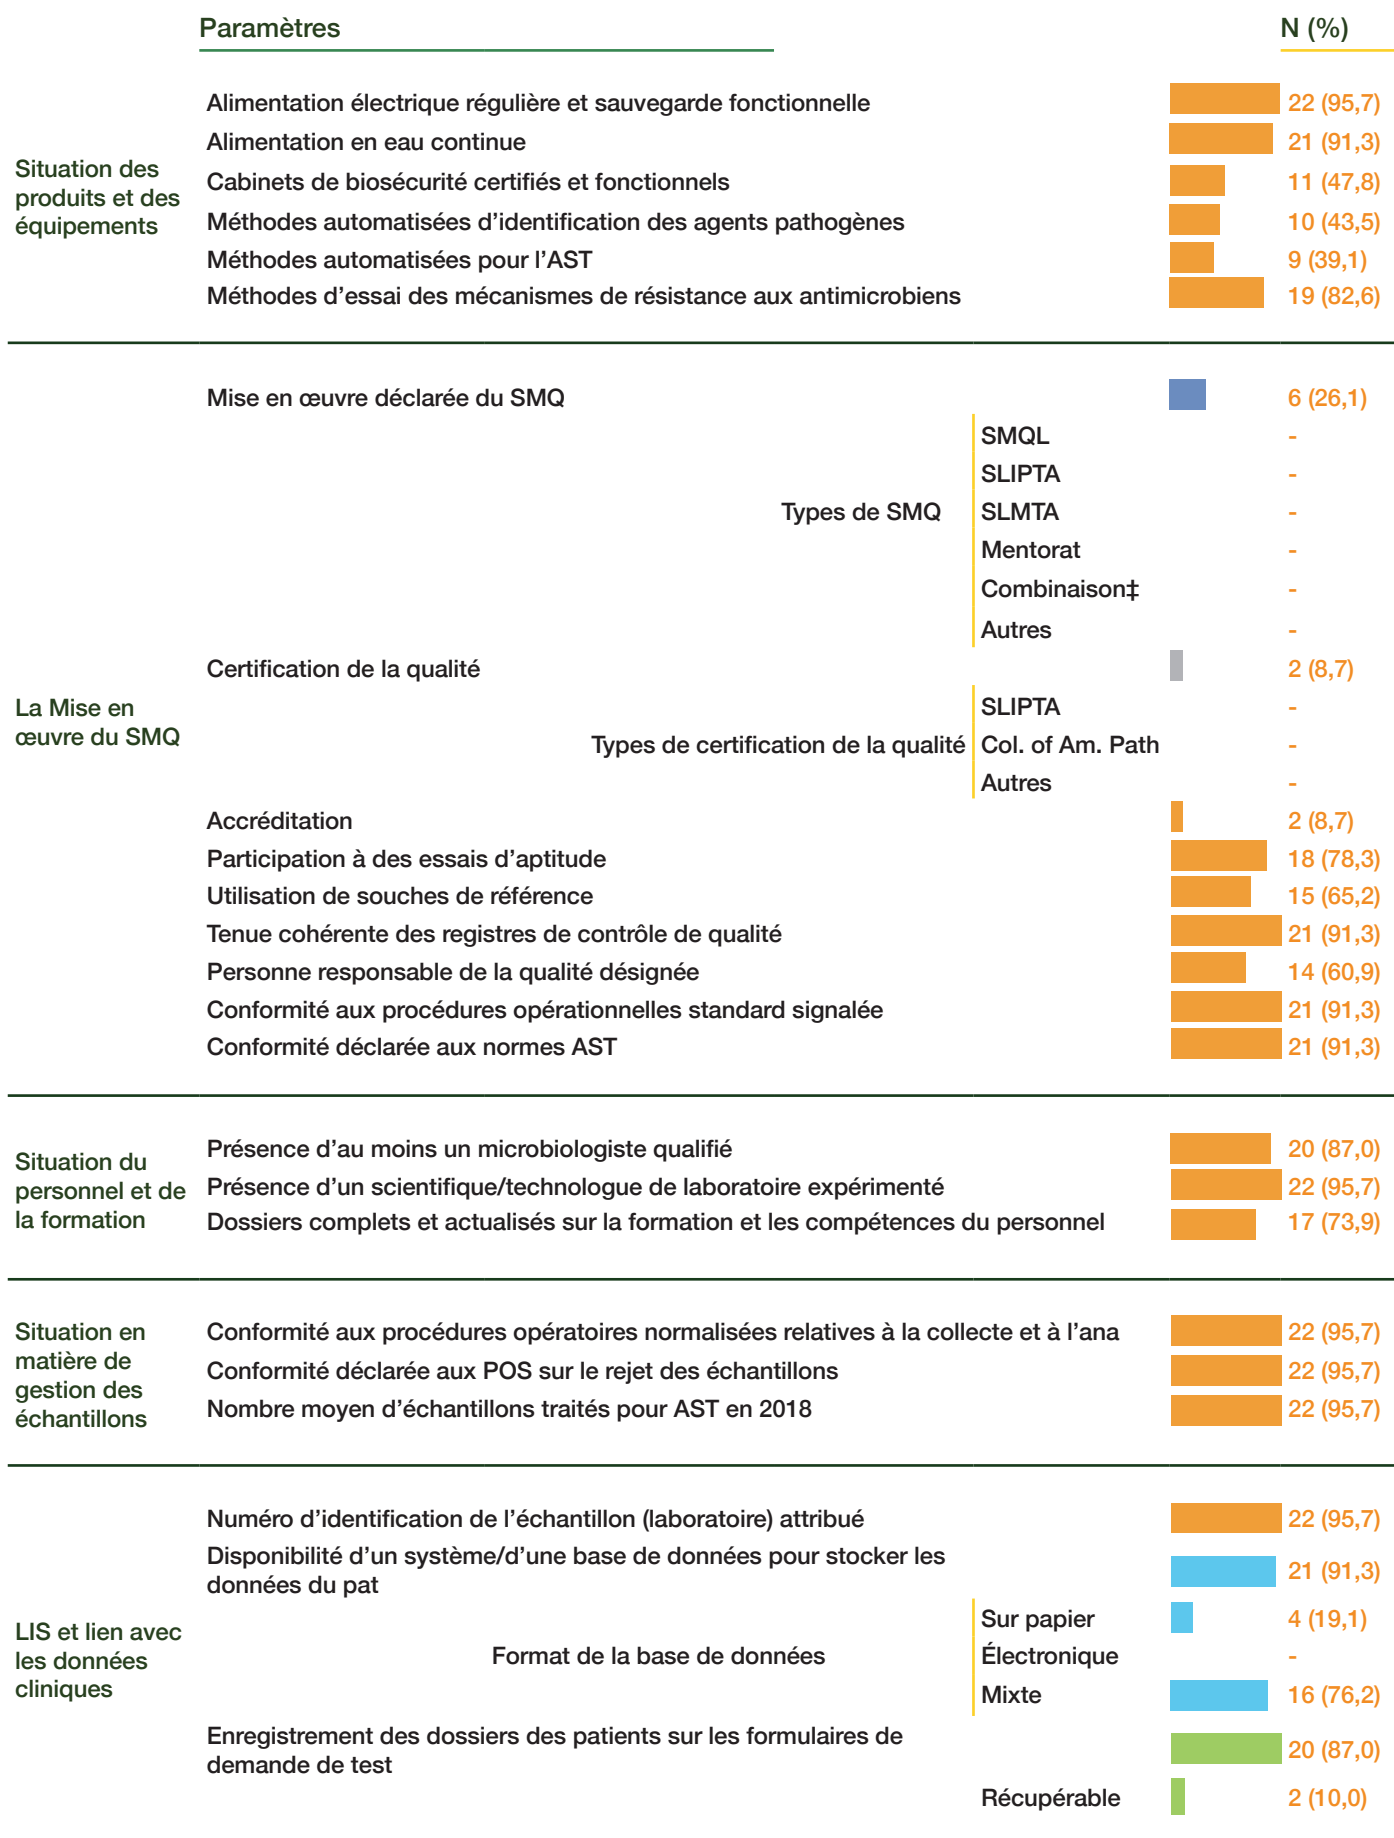 Paramètres N (%)
Situation des
produits et des
équipements
Alimentation électrique régulière et sauvegarde fonctionnelle 22 (95,7)
Alimentation en eau continue 21 (91,3)
Cabinets de biosécurité certifiés et fonctionnels 11 (47,8)
Méthodes automatisées d'identification des agents pathogènes 10 (43,5)
Méthodes automatisées pour l'AST 9 (39,1)
Méthodes d'essai des mécanismes de résistance aux antimicrobiens 19 (82,6)
La Mise en
œuvre du SMQ
Mise en œuvre déclarée du SMQ 6 (26,1)
Types de SMQ
SMQL -
SLIPTA -
SLMTA -
Mentorat -
Combinaison‡ -
Autres -
Certification de la qualité 2 (8,7)
Types de certification de la qualité
SLIPTA -
Col. of Am. Path -
Autres -
Accréditation 2 (8,7)
Participation à des essais d'aptitude 18 (78,3)
Utilisation de souches de référence 15 (65,2)
Tenue cohérente des registres de contrôle de qualité 21 (91,3)
Personne responsable de la qualité désignée 14 (60,9)
Conformité aux procédures opérationnelles standard signalée 21 (91,3)
Conformité déclarée aux normes AST 21 (91,3)
Situation du
personnel et de
la formation
Présence d'au moins un microbiologiste qualifié 20 (87,0)
Présence d'un scientifique/technologue de laboratoire expérimenté 22 (95,7)
Dossiers complets et actualisés sur la formation et les compétences du personnel 17 (73,9)
Situation en
matière de
gestion des
échantillons
Conformité aux procédures opératoires normalisées relatives à la collecte et à l'ana 22 (95,7)
Conformité déclarée aux POS sur le rejet des échantillons 22 (95,7)
Nombre moyen d'échantillons traités pour AST en 2018 22 (95,7)
LIS et lien avec
les données
cliniques
Numéro d'identification de l'échantillon (laboratoire) attribué 22 (95,7)
Disponibilité d'un système/d'une base de données pour stocker les
données du pat 21 (91,3)
Format de la base de données
Sur papier 4 (19,1)
Électronique -
Mixte 16 (76,2)
Enregistrement des dossiers des patients sur les formulaires de
demande de test 20 (87,0)
Récupérable 2 (10,0)